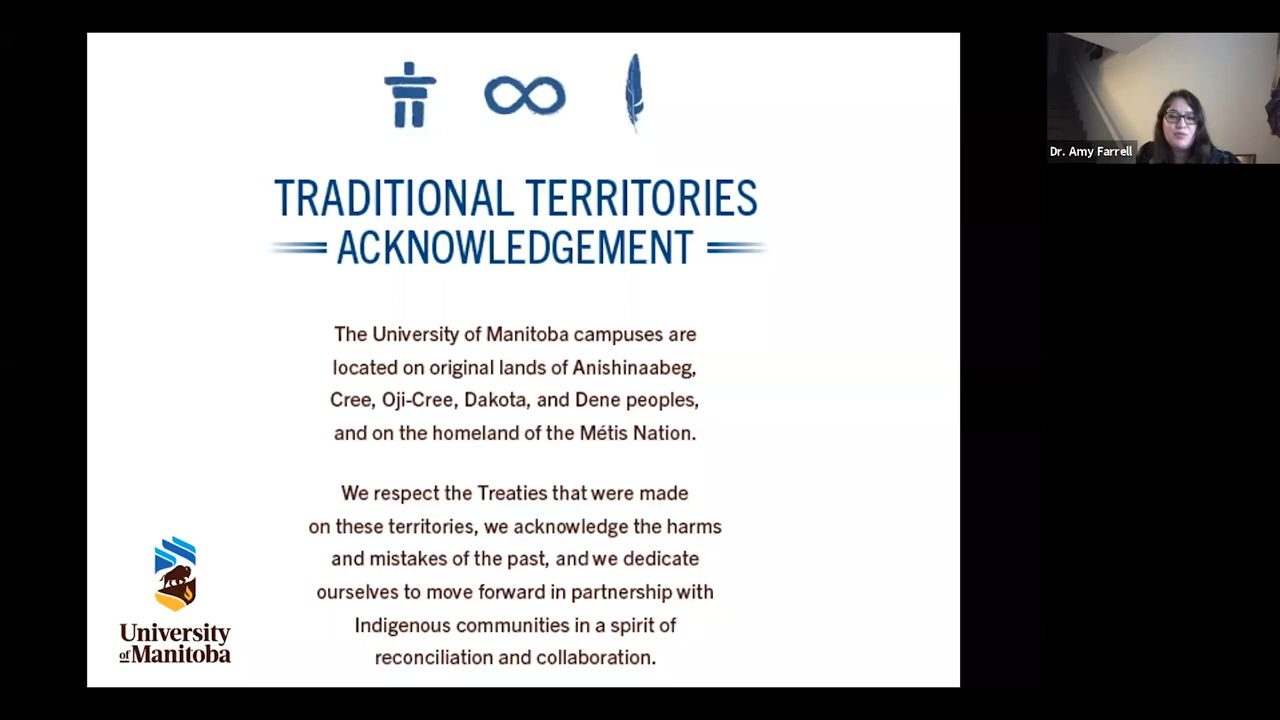 TRADITIONAL TERRITORIES
ACKNOWLEDGEMENT
The University of Manitoba campuses are
located on original lands of Anishinaabeg,
Cree, Oji-Cree, Dakota, and Dene peoples,
and on the homeland of the Métis Nation.
We respect the Treaties that were made
on these territories, we acknowledge the harms
and mistakes of the past, and we dedicate
ourselves to move forward in partnership with
Indigenous communities in a spirit of
reconciliation and collaboration.
University
of Manitoba
Dr. Amy Farrell